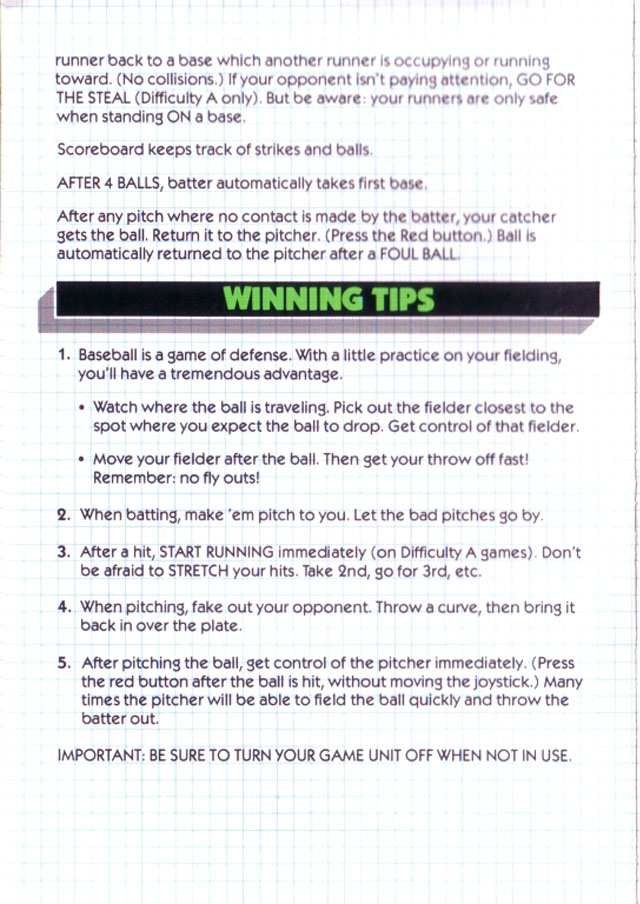 runner back to a base which another runner is occupying or running
toward. (No collisions.) If your opponent isn't paying attention, GO FOR
THE STEAL (Difficulty A only). But be aware: your runners are only safe
when standing ON a base.
Scoreboard keeps track of strikes and balls.
AFTER 4 BALLS, batter automatically takes first base.
After any pitch where no contact is made by the batter, your catcher
gets the ball. Return it to the pitcher. (Press the Red button.) Ball is
automatically returned to the pitcher after a FOUL BALL.
WINNING TIPS
1. Baseball is a game of defense. With a little practice on your fielding,
you'll have a tremendous advantage.
• Watch where the ball is traveling. Pick out the fielder closest to the
spot where you expect the ball to drop. Get control of that fielder.
• Move your fielder after the ball. Then get your throw off fast!
Remember: no fly outs!
2. When batting, make 'em pitch to you. Let the bad pitches go by.
3. After a hit, START RUNNING immediately (on Difficulty A games). Don't
be afraid to STRETCH your hits. Take 2nd, go for 3rd, etc.
4. When pitching, fake out your opponent. Throw a curve, then bring it
back in over the plate.
5. After pitching the ball, get control of the pitcher immediately. (Press
the red button after the ball is hit, without moving the joystick.) Many
times the pitcher will be able to field the ball quickly and throw the
batter out.
IMPORTANT: BE SURE TO TURN YOUR GAME UNIT OFF WHEN NOT IN USE.